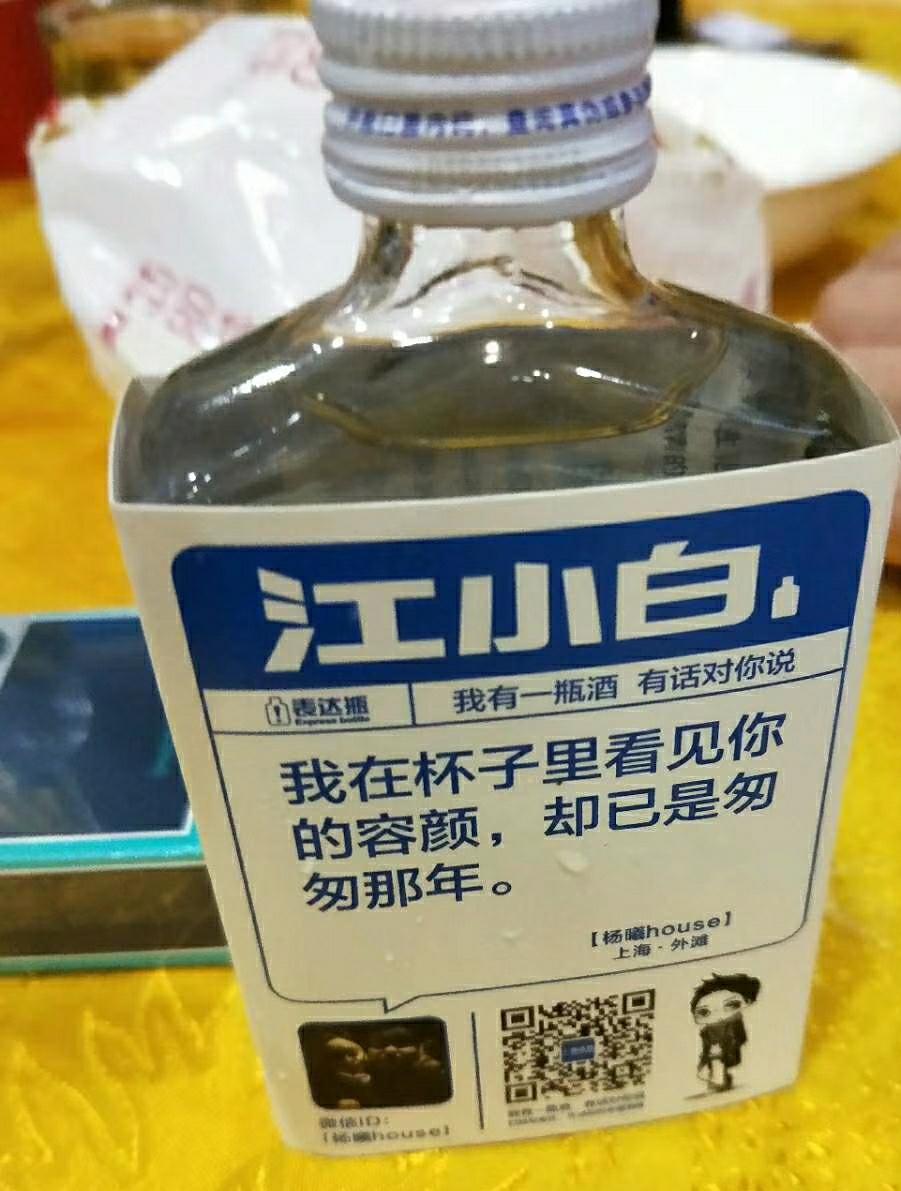 江小白
表达瓶
Express bottle
我有一瓶酒 有话对你说
我在杯子里看见你
的容颜，却已是匆
匆那年。
【杨曦house】
上海·外滩
微信ID：
【杨曦house】